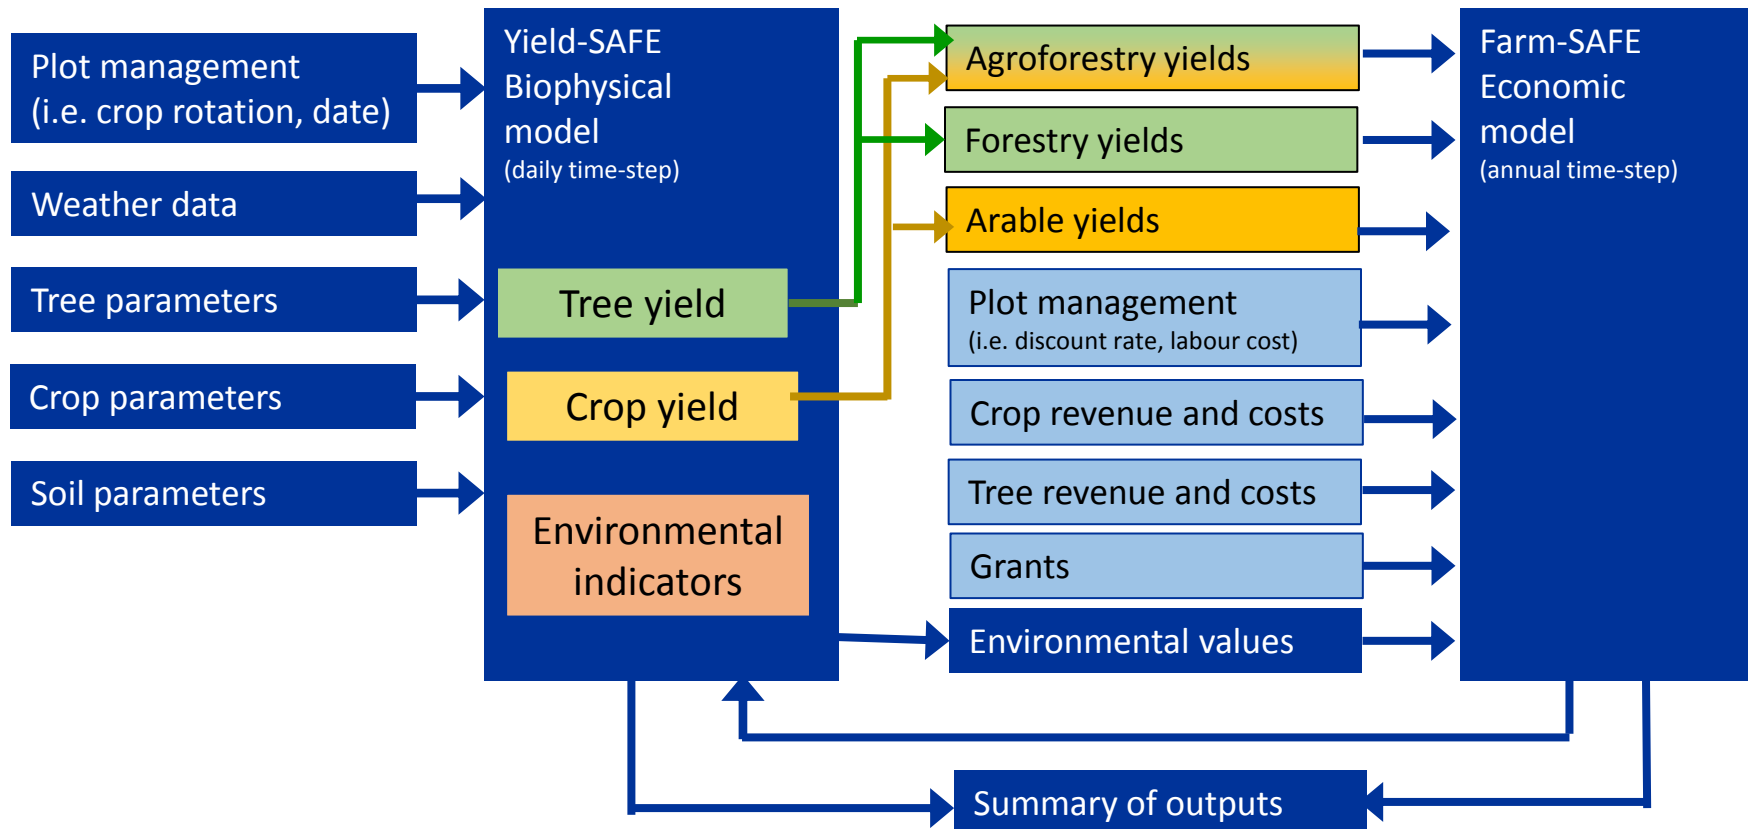 Plot management
(i.e. crop rotation, date)
Weather data
Tree parameters
Crop parameters
Soil parameters
Yield-SAFE
Biophysical
model
(daily time-step)
Tree yield
Crop yield
Environmental
indicators
Agroforestry yields
Forestry yields
Arable yields
Plot management
(i.e. discount rate, labour cost)
Crop revenue and costs
Tree revenue and costs
Grants
Environmental values
Farm-SAFE
Economic
model
(annual time-step)
Summary of outputs